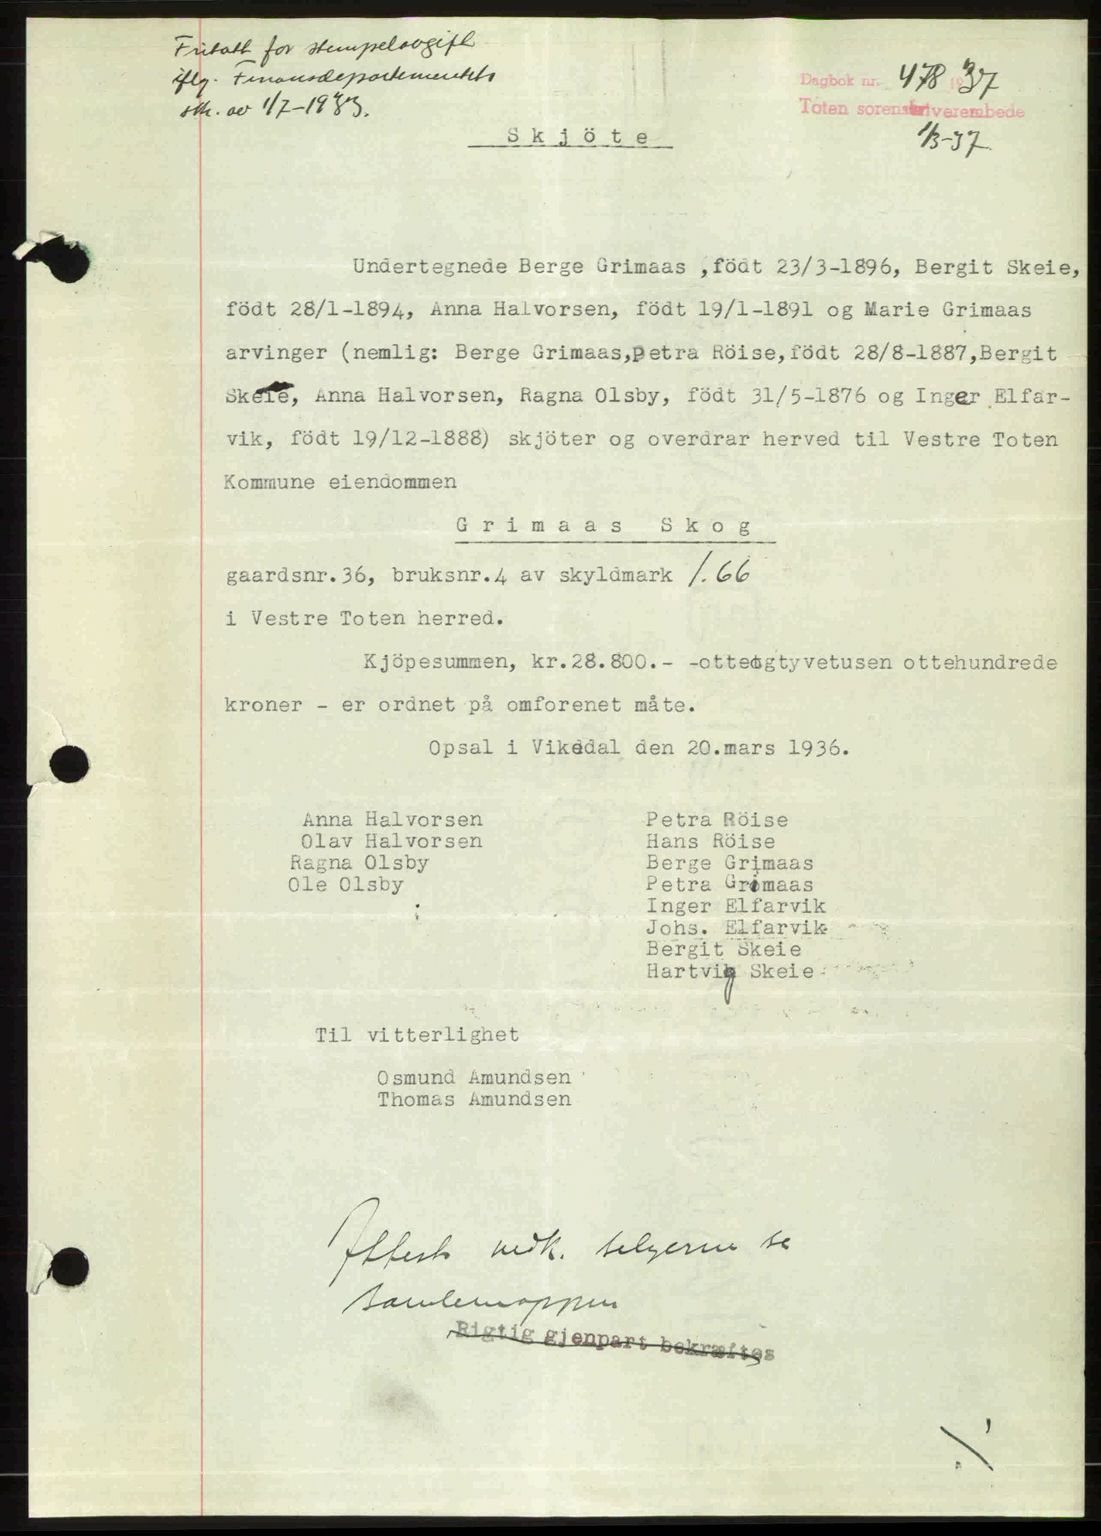 Fritatt for stempelavgift
iflg. Finansdepartementets
skr. av 1/7-1933.
Dagbok nr. 478 1937
Toten sorenskriverembede
1/3-37
Skjöte
Undertegnede Berge Grimaas ,födt 23/3-1896, Bergit Skeie,
födt 28/1-1894, Anna Halvorsen, födt 19/1-1891 og Marie Grimaas
arvinger (nemlig: Berge Grimaas,Petra Röise,födt 28/8-1887,Bergit
Skeie, Anna Halvorsen, Ragna Olsby, födt 31/5-1876 og Inger Elfar-
vik, födt 19/12-1888) skjöter og overdrar herved til Vestre Toten
Kommune eiendommen
Grimaas Skog
gaardsnr.36, bruksnr.4 av skyldmark 1.66
i Vestre Toten herred.
Kjöpesummen, kr.28.800.- -otteogtyvetusen ottehundrede
kroner - er ordnet på omforenet måte.
Opsal i Vikedal den 20.mars 1936.
Anna Halvorsen Petra Röise
Olav Halvorsen Hans Röise
Ragna Olsby Berge Grimaas
Ole Olsby Petra Grimaas
Inger Elfarvik
Johs. Elfarvik
Bergit Skeie
Hartvig Skeie
Til vitterlighet
Osmund Amundsen
Thomas Amundsen
Attest vedk. selgerne se
samlemappen
Rigtig gjenpart bekræftes